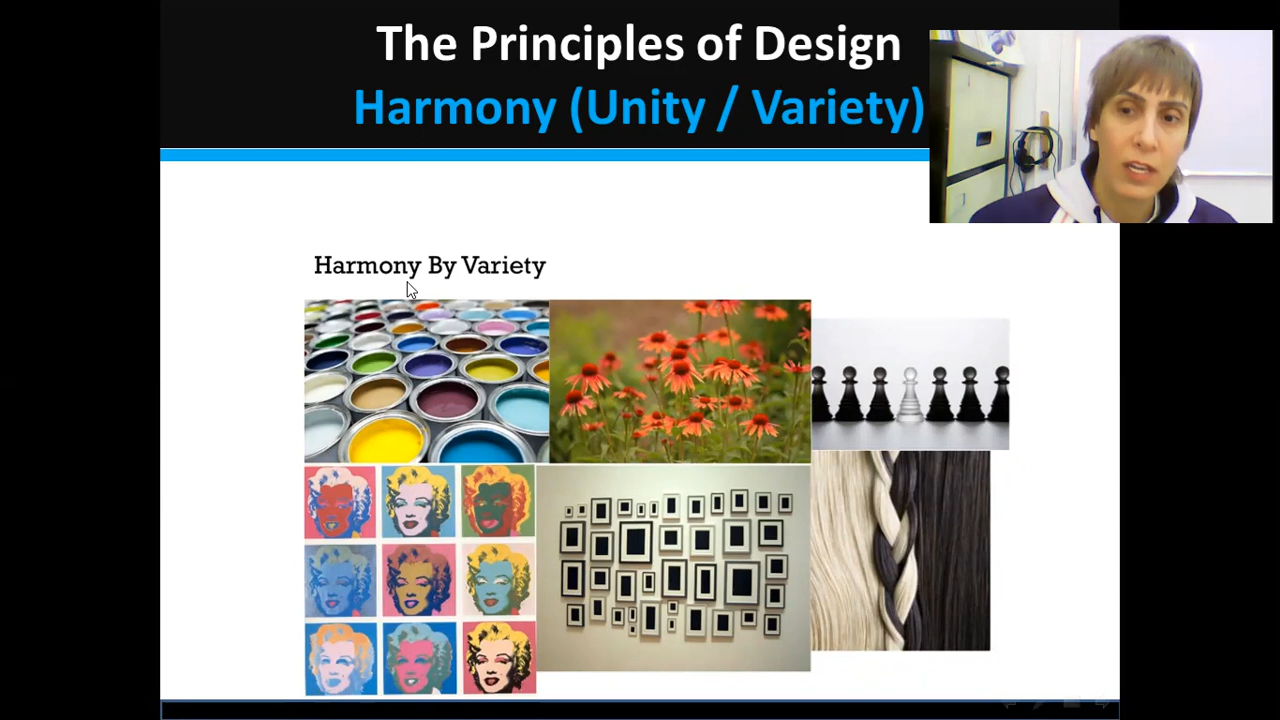 The Principles of Design
Harmony (Unity / Variety)
Harmony By Variety